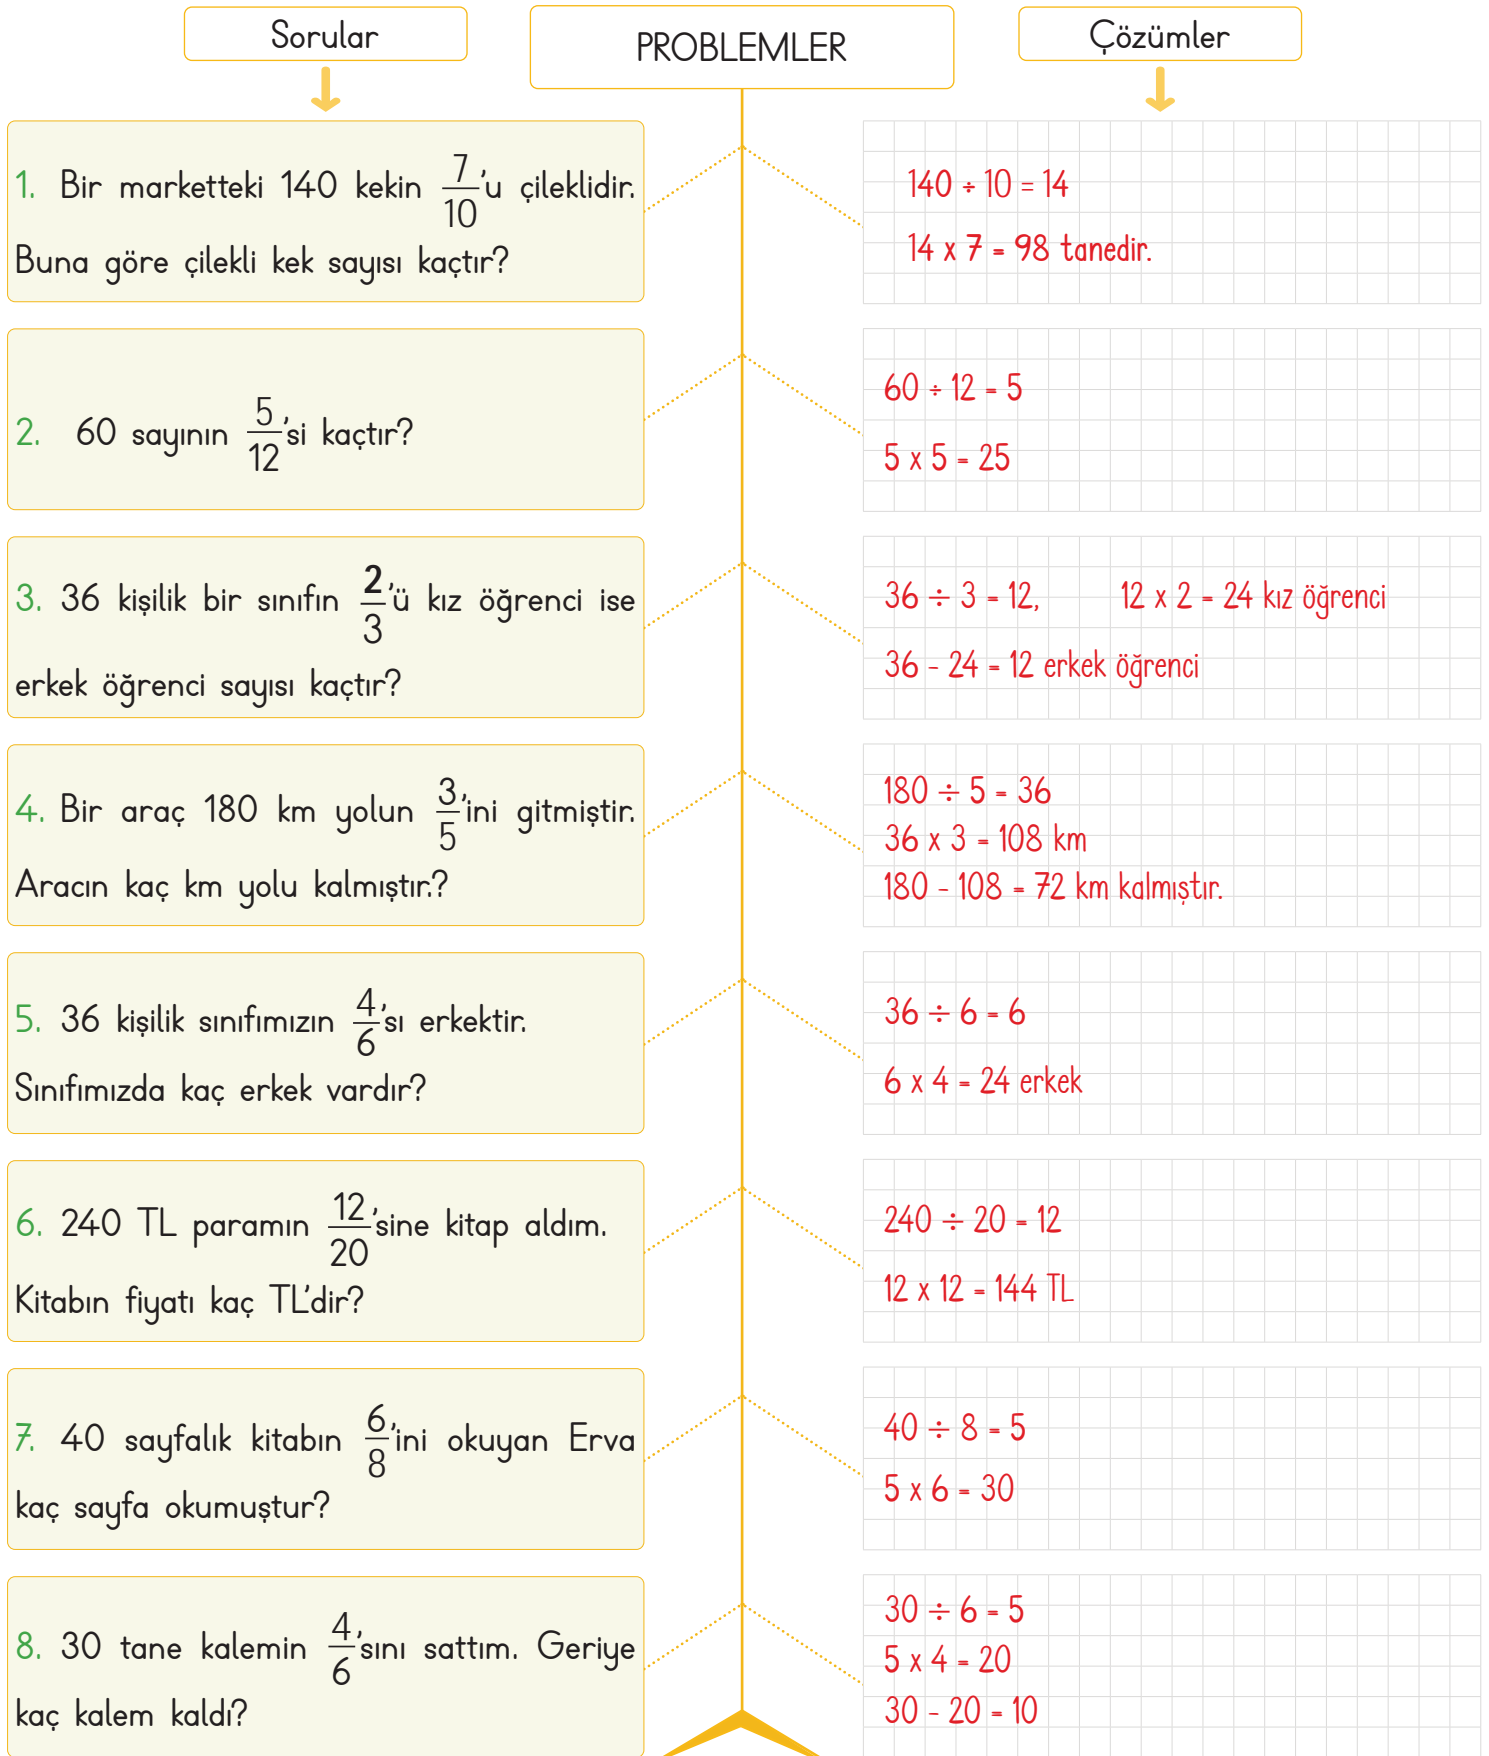 Sorular
PROBLEMLER
Çözümler
1. Bir marketteki 140 kekin 7/10'u çileklidir.
Buna göre çilekli kek sayısı kaçtır?
140 ÷ 10 = 14
14 x 7 = 98 tanedir.
2. 60 sayının 5/12'si kaçtır?
60 ÷ 12 = 5
5 x 5 = 25
3. 36 kişilik bir sınıfın 2/3'ü kız öğrenci ise
erkek öğrenci sayısı kaçtır?
36 ÷ 3 = 12, 12 x 2 = 24 kız öğrenci
36 - 24 = 12 erkek öğrenci
4. Bir araç 180 km yolun 3/5'ini gitmiştir.
Aracın kaç km yolu kalmıştır.?
180 ÷ 5 = 36
36 x 3 = 108 km
180 - 108 = 72 km kalmıştır.
5. 36 kişilik sınıfımızın 4/6'sı erkektir.
Sınıfımızda kaç erkek vardır?
36 ÷ 6 = 6
6 x 4 = 24 erkek
6. 240 TL paramın 12/20'sine kitap aldım.
Kitabın fiyatı kaç TL'dir?
240 ÷ 20 = 12
12 x 12 = 144 TL
7. 40 sayfalık kitabın 6/8'ini okuyan Erva
kaç sayfa okumuştur?
40 ÷ 8 = 5
5 x 6 = 30
8. 30 tane kalemin 4/6'sını sattım. Geriye
kaç kalem kaldı?
30 ÷ 6 = 5
5 x 4 = 20
30 - 20 = 10